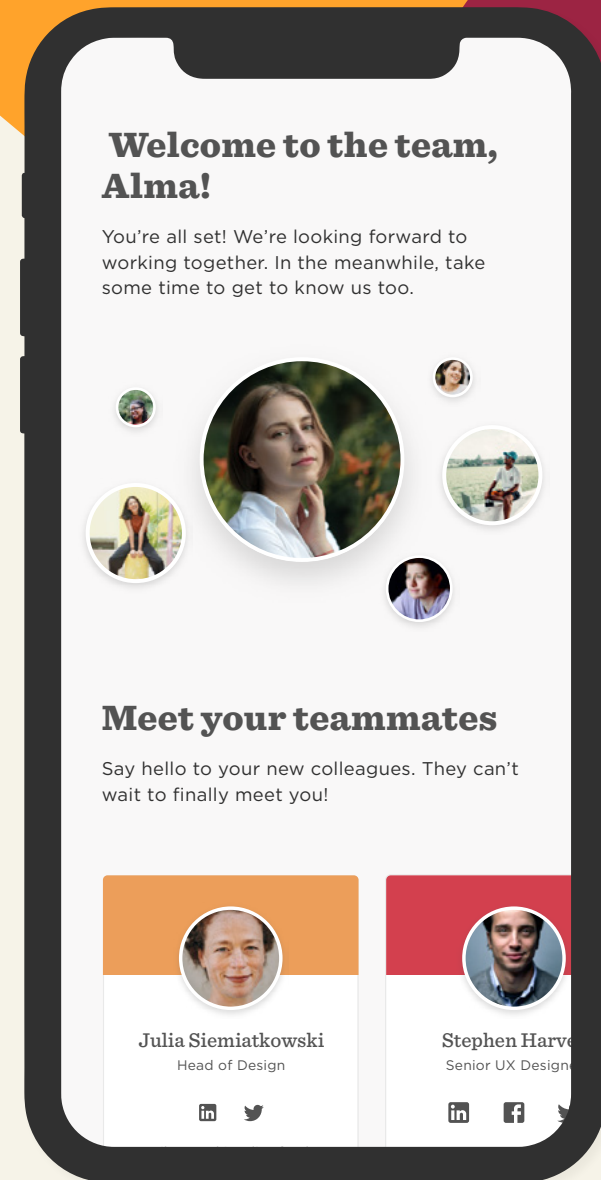 Welcome to the team,
Alma!
You’re all set! We’re looking forward to
working together. In the meanwhile, take
some time to get to know us too.
Meet your teammates
Say hello to your new colleagues. They can’t
wait to finally meet you!
Julia Siemiatkowski
Head of Design
Stephen
Senior UX